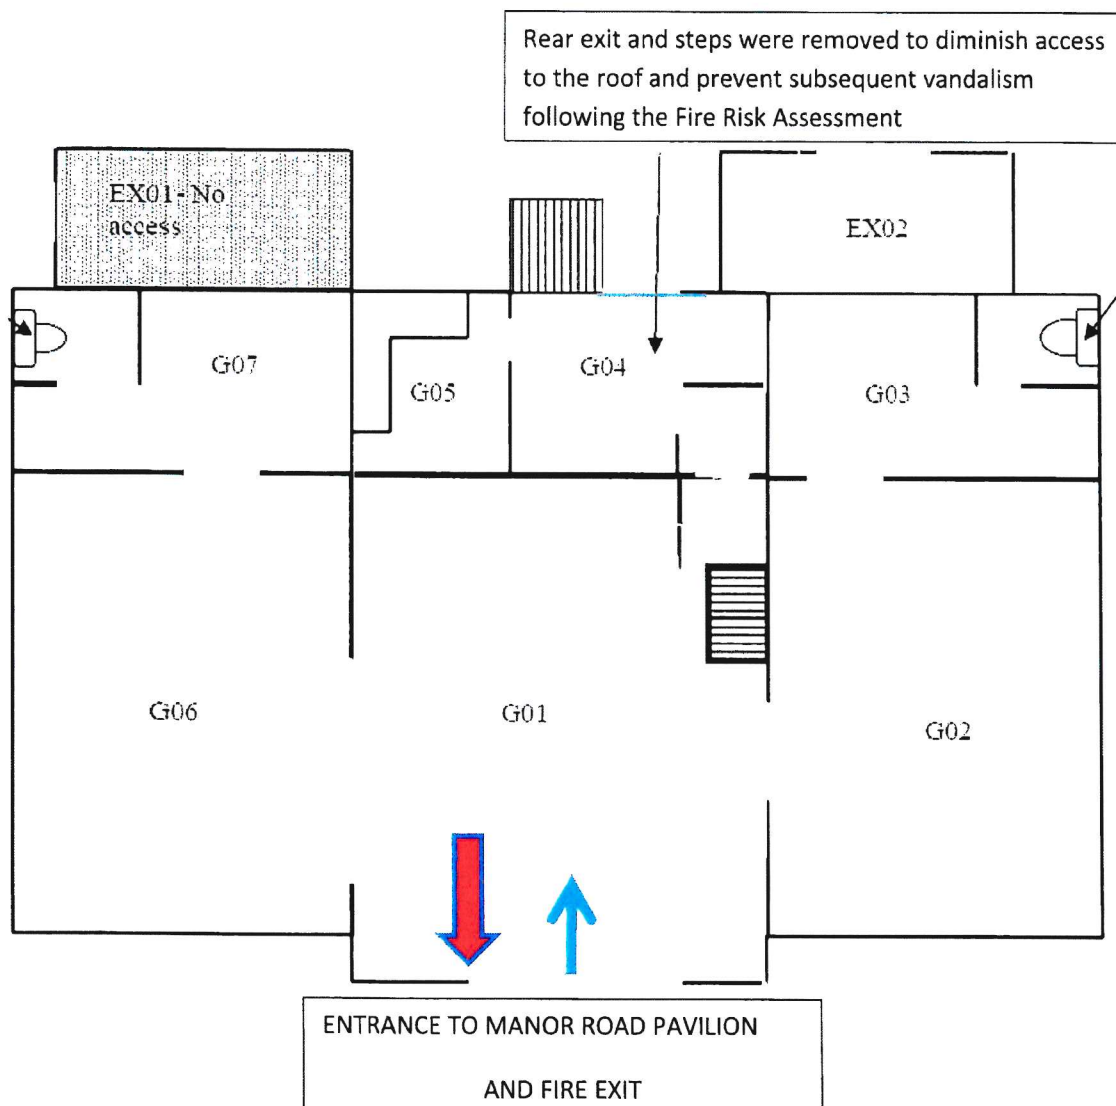 Rear exit and steps were removed to diminish access
to the roof and prevent subsequent vandalism
following the Fire Risk Assessment
EX01- No
access
EX02
G07
G05
G04
G03
G06
G01
G02
ENTRANCE TO MANOR ROAD PAVILION
AND FIRE EXIT